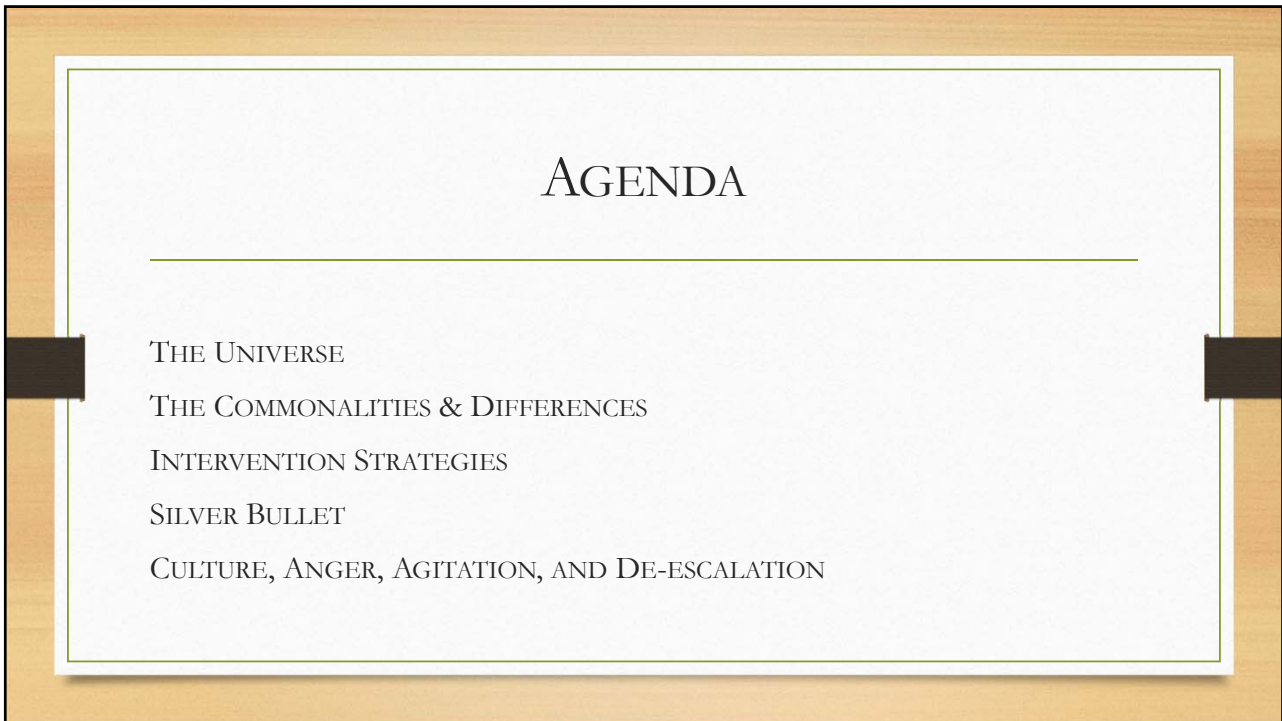 AGENDA
THE UNIVERSE
THE COMMONALITIES & DIFFERENCES
INTERVENTION STRATEGIES
SILVER BULLET
CULTURE, ANGER, AGITATION, AND DE-ESCALATION